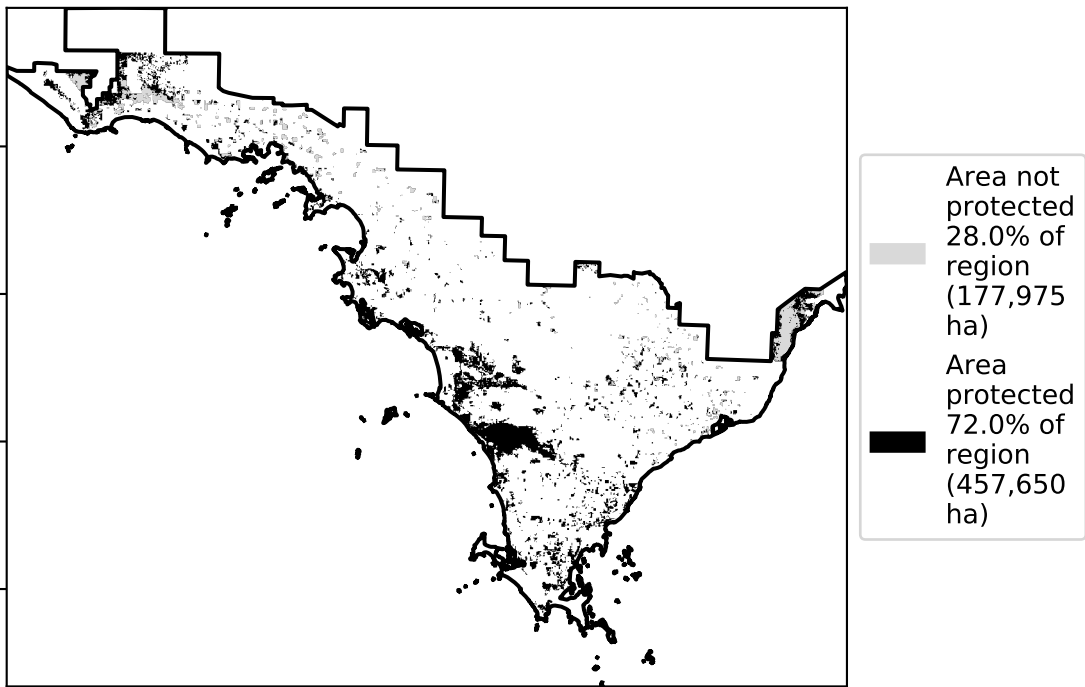 Area not
protected
28.0% of
region
(177,975
ha)
Area
protected
72.0% of
region
(457,650
ha)